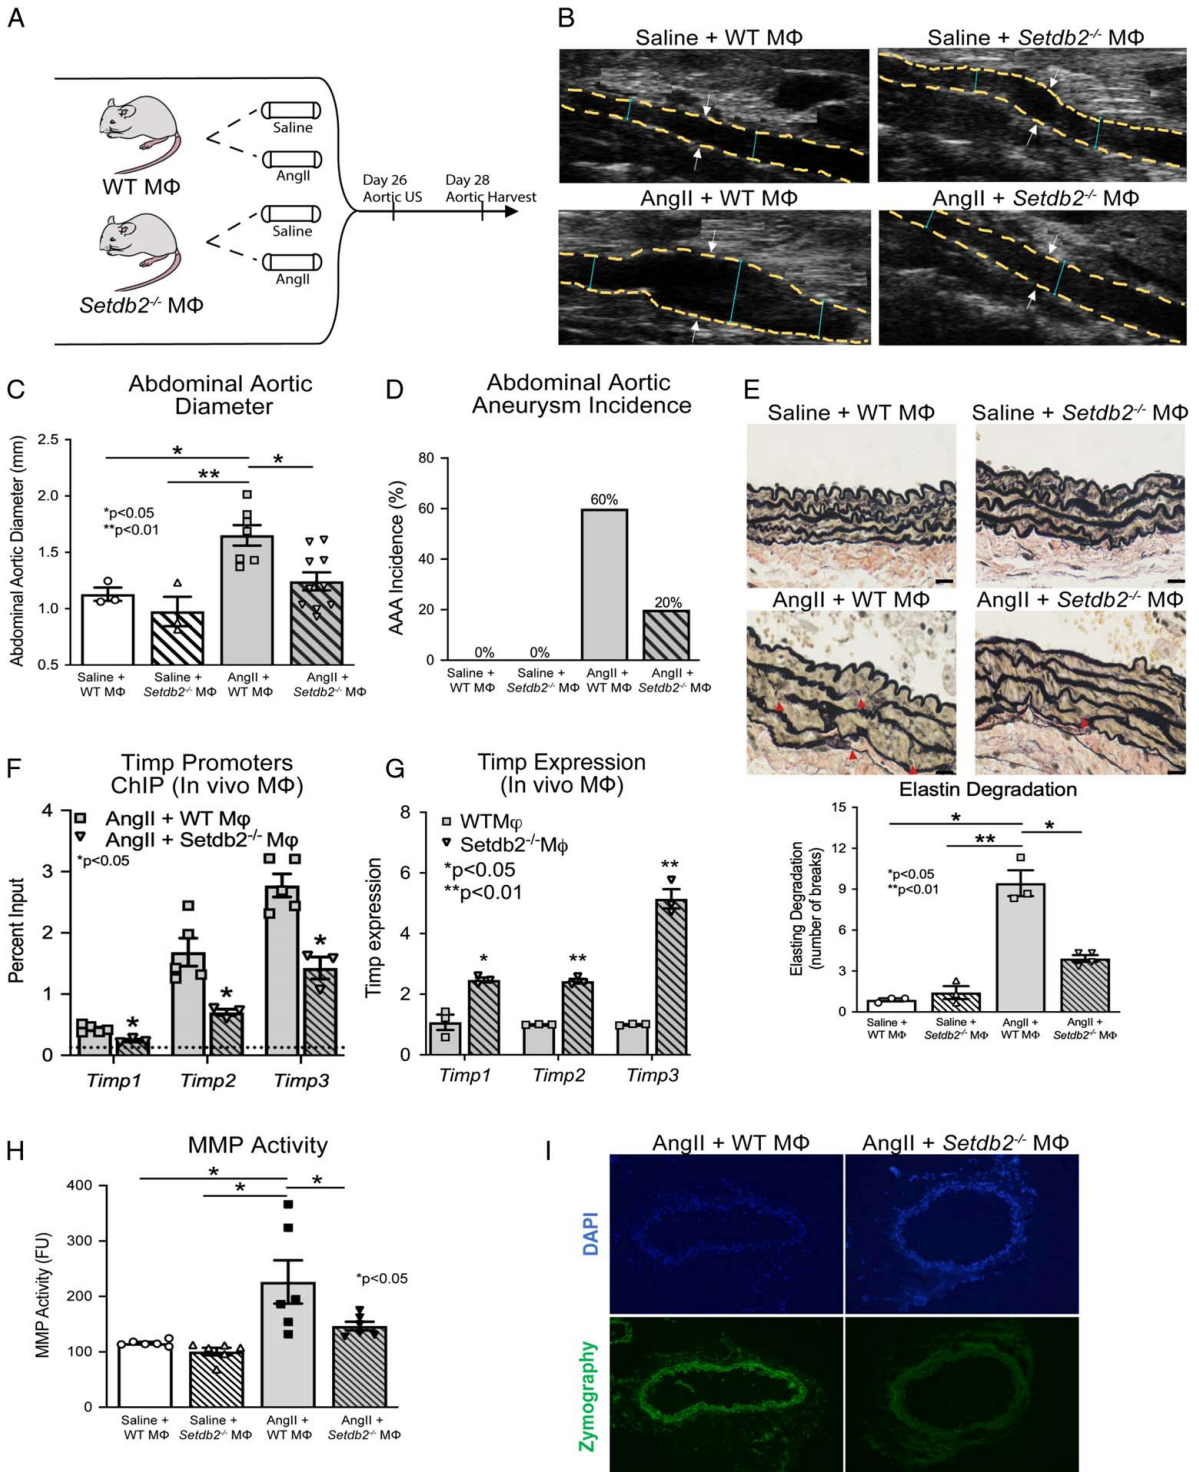 A
WT MΦ
Saline
AngII
Setdb2-/- MΦ
Saline
AngII
Day 26
Aortic US
Day 28
Aortic Harvest
B
Saline + WT MΦ
Saline + Setdb2-/- MΦ
AngII + WT MΦ
AngII + Setdb2-/- MΦ
C
Abdominal Aortic
Diameter
Abdominal Aortic Diameter (mm)
2.5
2.0
1.5
1.0
0.5
*
**
*
*p<0.05
**p<0.01
Saline +
WT MΦ
Saline +
Setdb2-/- MΦ
AngII +
WT MΦ
AngII +
Setdb2-/- MΦ
D
Abdominal Aortic
Aneurysm Incidence
AAA Incidence (%)
80
60
40
20
0
0%
0%
60%
20%
Saline +
WT MΦ
Saline +
Setdb2-/- MΦ
AngII +
WT MΦ
AngII +
Setdb2-/- MΦ
E
Saline + WT MΦ
Saline + Setdb2-/- MΦ
AngII + WT MΦ
AngII + Setdb2-/- MΦ
Elastin Degradation
Elasting Degradation
(number of breaks)
15
12
9
6
3
0
*
**
*
*p<0.05
**p<0.01
Saline +
WT MΦ
Saline +
Setdb2-/- MΦ
AngII +
WT MΦ
AngII +
Setdb2-/- MΦ
F
Timp Promoters
ChIP (In vivo MΦ)
Percent Input
4
3
2
1
0
AngII + WT Mφ
AngII + Setdb2-/- Mφ
*p<0.05
*
*
*
Timp1
Timp2
Timp3
G
Timp Expression
(In vivo MΦ)
Timp expression
8
6
4
2
0
WTMφ
Setdb2-/-Mϕ
*p<0.05
**p<0.01
*
**
**
Timp1
Timp2
Timp3
H
MMP Activity
MMP Activity (FU)
400
300
200
100
0
*
*
*
*p<0.05
Saline +
WT MΦ
Saline +
Setdb2-/- MΦ
AngII +
WT MΦ
AngII +
Setdb2-/- MΦ
I
AngII + WT MΦ
AngII + Setdb2-/- MΦ
DAPI
Zymography